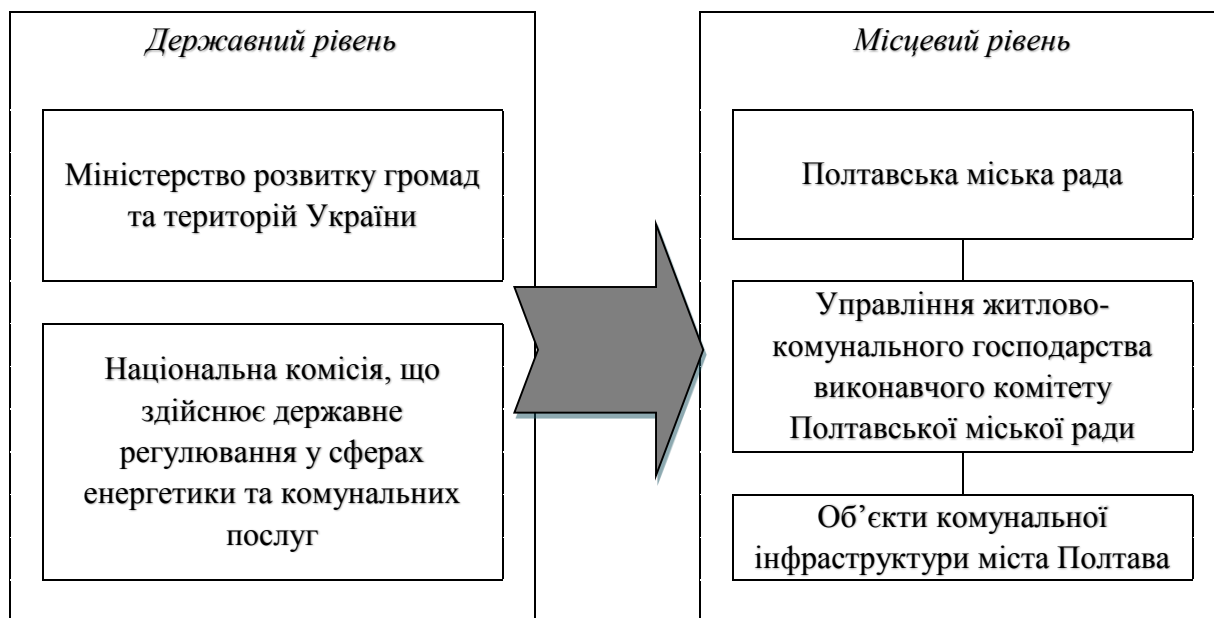 Державний рівень
Міністерство розвитку громад
та територій України
Національна комісія, що
здійснює державне
регулювання у сферах
енергетики та комунальних
послуг
Місцевий рівень
Полтавська міська рада
Управління житлово-
комунального господарства
виконавчого комітету
Полтавської міської ради
Об’єкти комунальної
інфраструктури міста Полтава